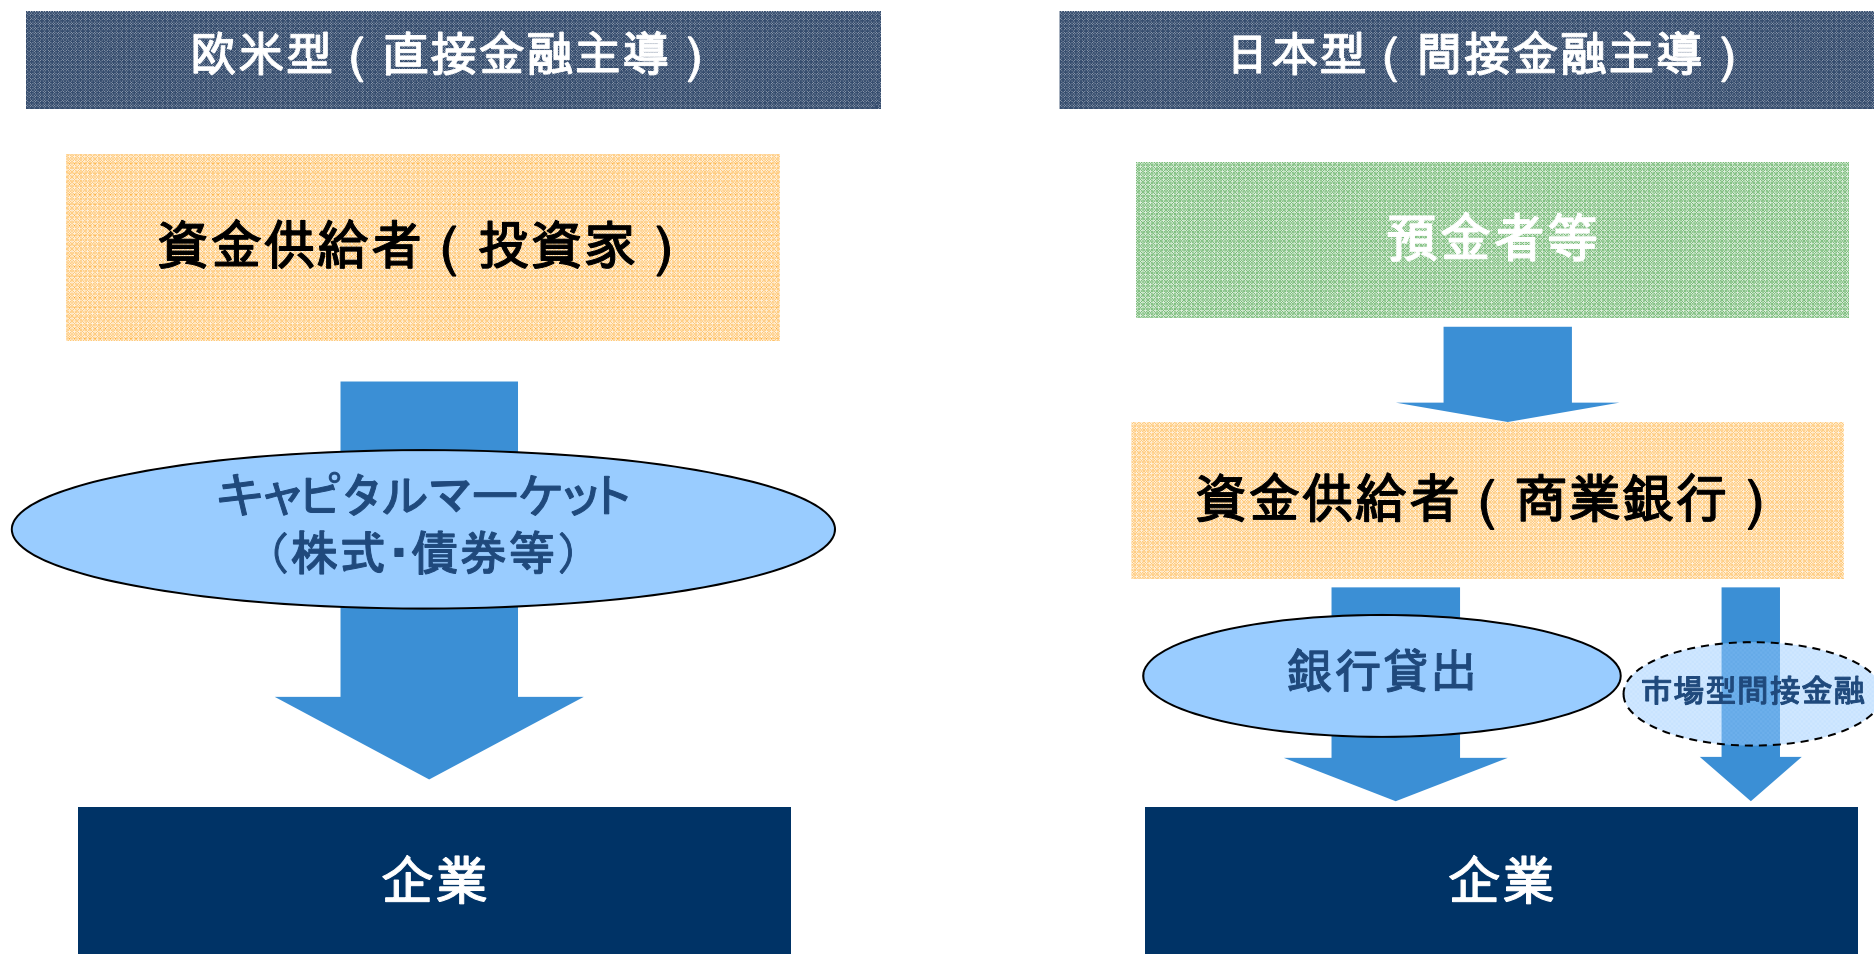 欧米型（直接金融主導）
資金供給者（投資家）
キャピタルマーケット
（株式・債券等）
企業
日本型（間接金融主導）
預金者等
資金供給者（商業銀行）
銀行貸出
市場型間接金融
企業